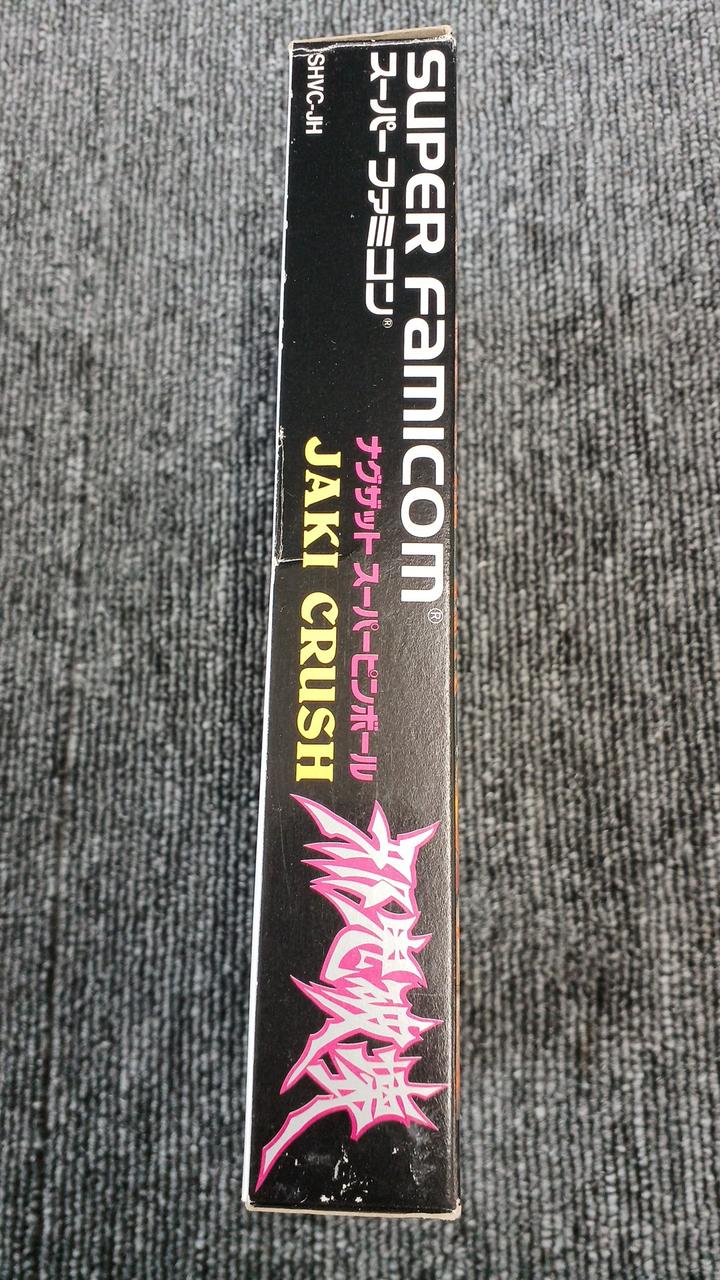 SUPER FAMICOM®
スーパーファミコン®
SHVC-JH
ナグザット スーパーピンボール
JAKI CRUSH
邪鬼破壊